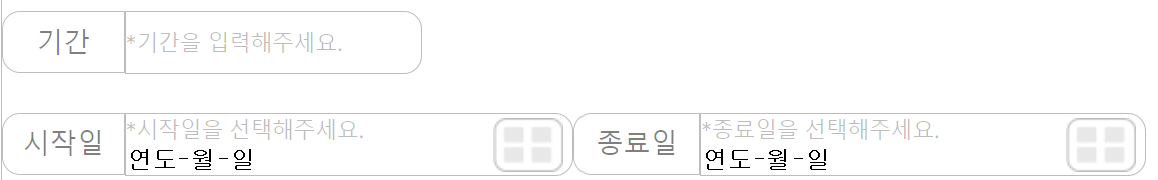 기간 *기간을 입력해주세요.
시작일 *시작일을 선택해주세요.
연도-월-일
종료일 *종료일을 선택해주세요.
연도-월-일